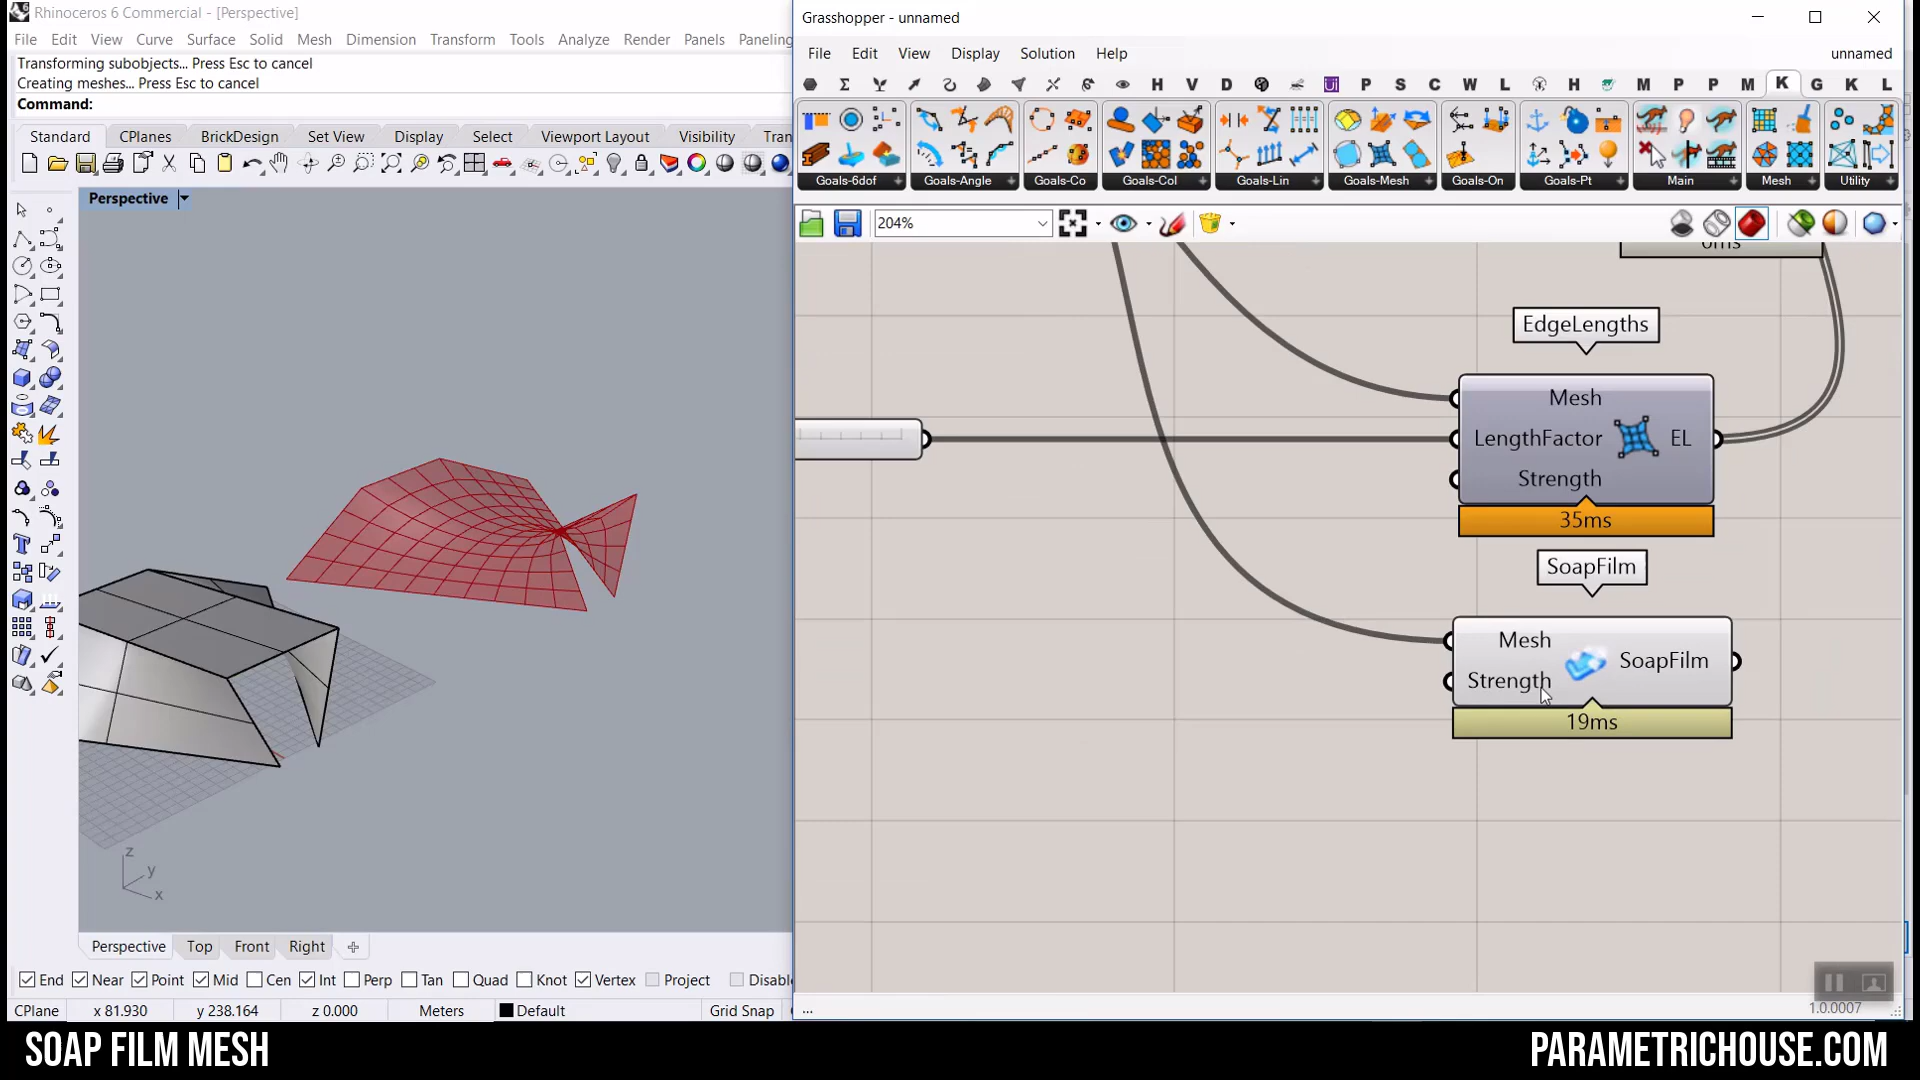 Rhinoceros 6 Commercial - [Perspective]
File Edit View Curve Surface Solid Mesh Dimension Transform Tools Analyze Render Panels Paneling
Transforming subobjects... Press Esc to cancel
Creating meshes... Press Esc to cancel
Command:
Standard CPlanes BrickDesign Set View Display Select Viewport Layout Visibility Tran
Perspective
z
y
x
Perspective Top Front Right
End Near Point Mid Cen Int Perp Tan Quad Knot Vertex Project Disabl
CPlane x 81.930 y 238.164 z 0.000 Meters Default Grid Snap
Grasshopper - unnamed
File Edit View Display Solution Help unnamed
H V D Ui P S C W L H M P P M K G K L
Goals-6dof Goals-Angle Goals-Co Goals-Col Goals-Lin Goals-Mesh Goals-On Goals-Pt Main Mesh Utility
204%
0ms
EdgeLengths
Mesh
LengthFactor EL
Strength
35ms
SoapFilm
Mesh
SoapFilm
Strength
19ms
...
1.0.0007
SOAP FILM MESH
PARAMETRICHOUSE.COM